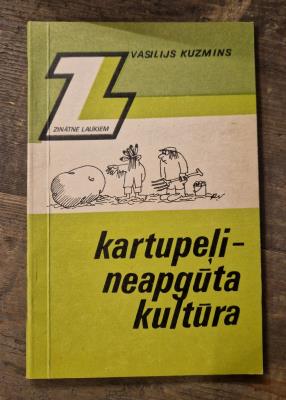 VASILIJS KUZMINS
ZINĀTNE LAUKIEM
kartupeļi-
neapgūta
kultūra